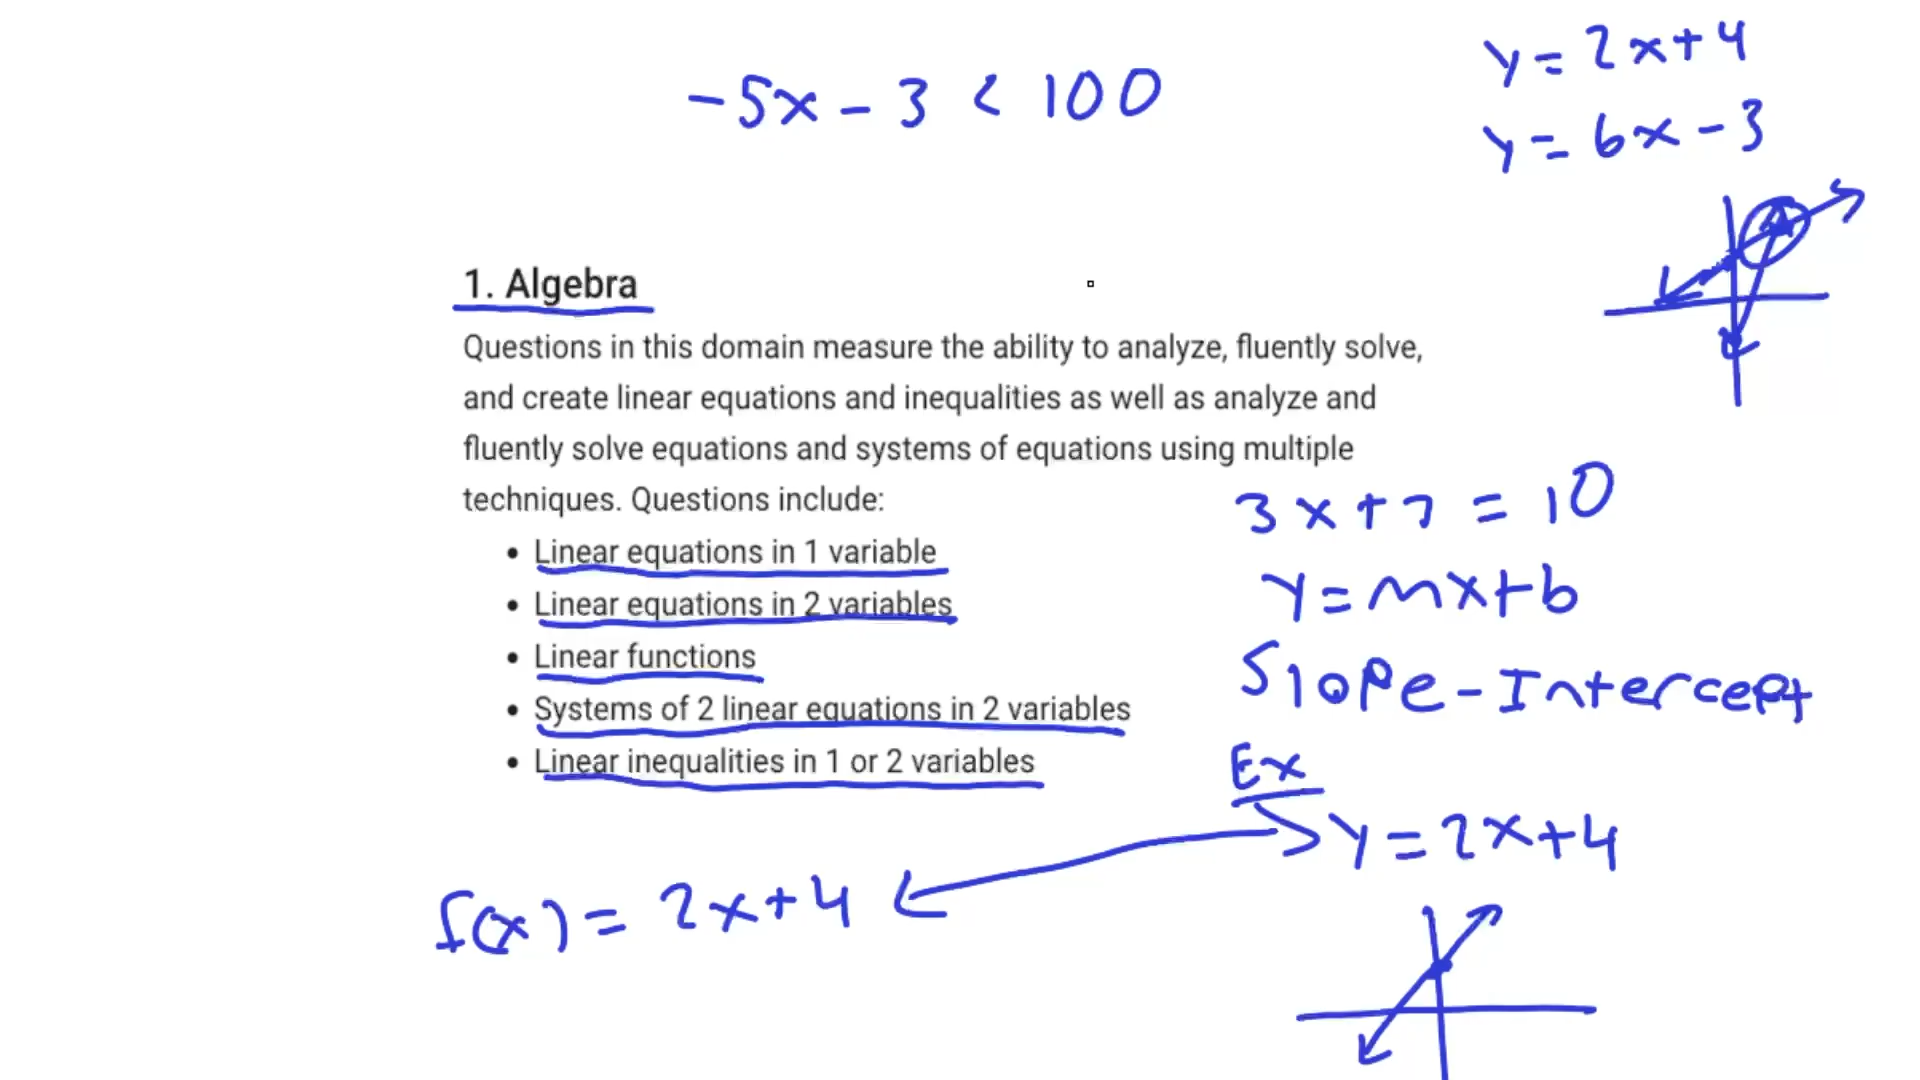 -5x - 3 < 100
y = 2x+4
y = 6x - 3
1. Algebra
Questions in this domain measure the ability to analyze, fluently solve,
and create linear equations and inequalities as well as analyze and
fluently solve equations and systems of equations using multiple
techniques. Questions include:
• Linear equations in 1 variable
• Linear equations in 2 variables
• Linear functions
• Systems of 2 linear equations in 2 variables
• Linear inequalities in 1 or 2 variables
3x+7 = 10
y = mx+b
Slope-Intercept
Ex
y = 2x+4
f(x) = 2x+4